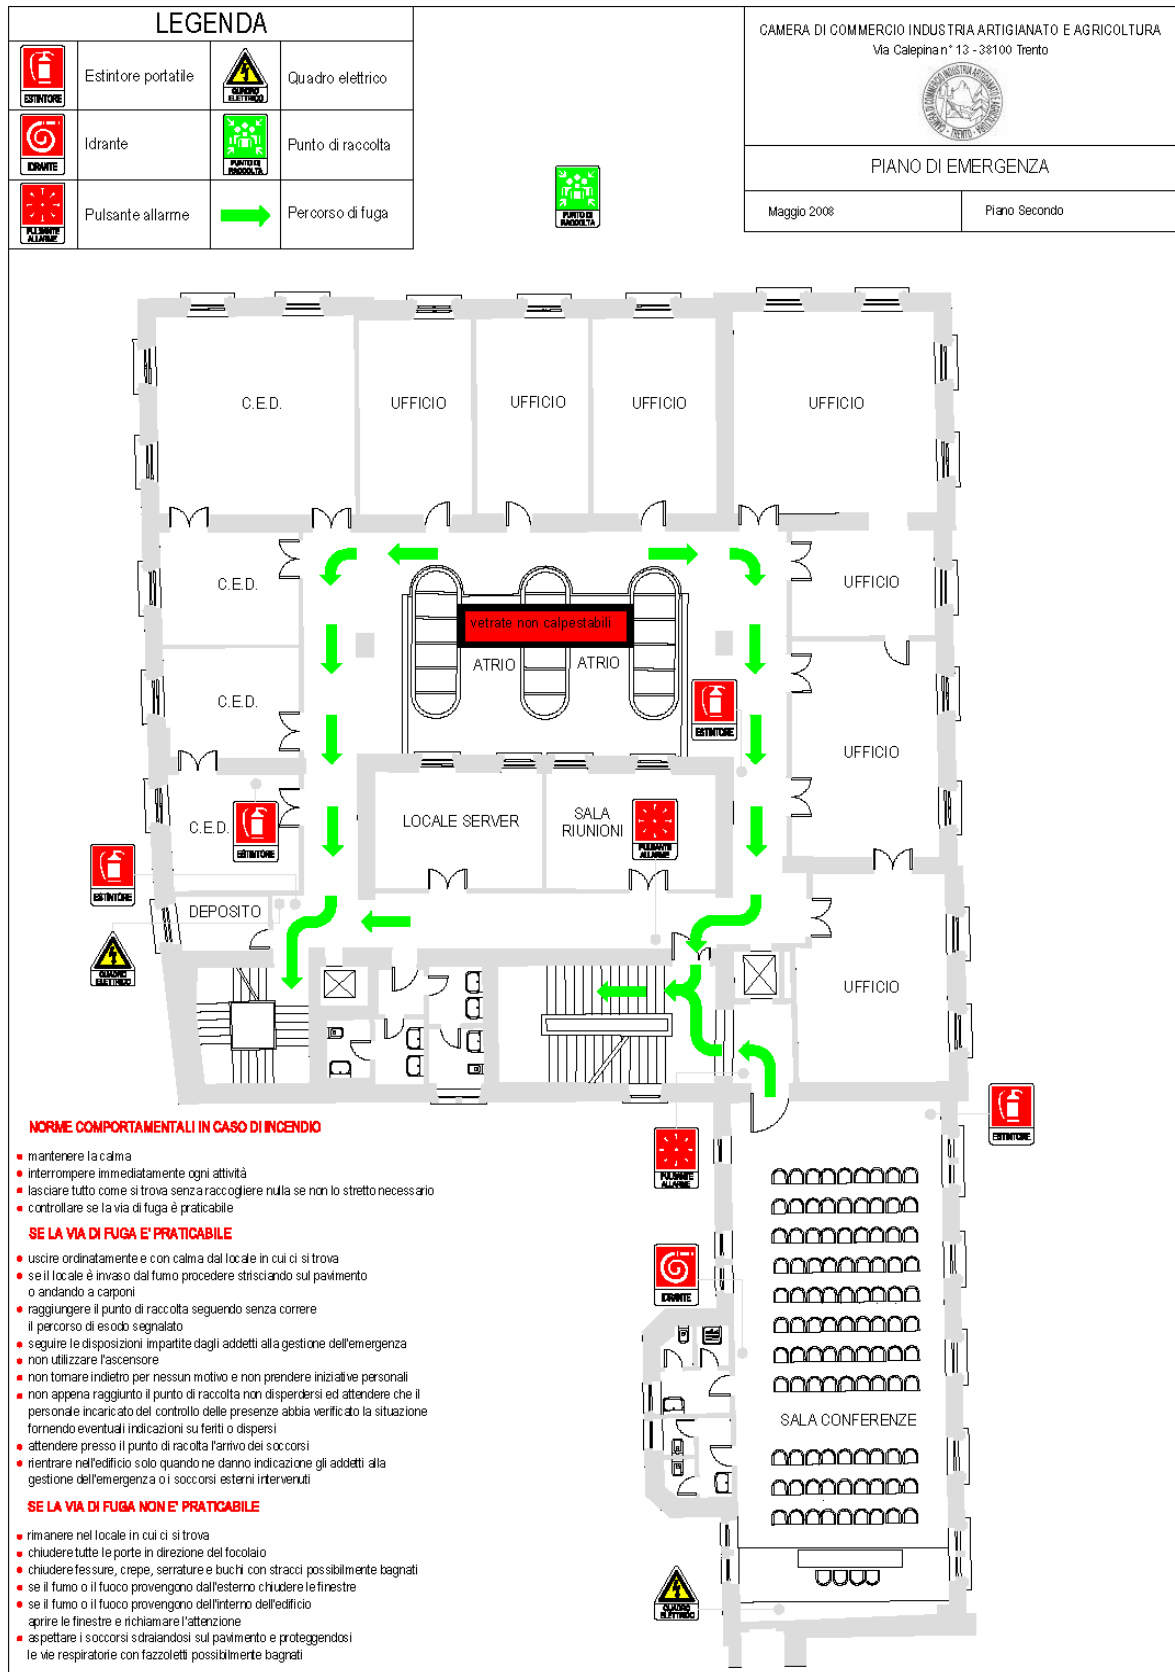 LEGENDA
ESTINTORE
Estintore portatile
QUADRO
ELETTRICO
Quadro elettrico
IDRANTE
Idrante
PUNTO DI
RACCOLTA
Punto di raccolta
PULSANTE
ALLARME
Pulsante allarme
Percorso di fuga
PUNTO DI
RACCOLTA
CAMERA DI COMMERCIO INDUSTRIA ARTIGIANATO E AGRICOLTURA
Via Calepina n° 13 - 38100 Trento
CAMERA DI COMMERCIO INDUSTRIA ARTIGIANATO E AGRICOLTURA - TRENTO -
PIANO DI EMERGENZA
Maggio 2008
Piano Secondo
C.E.D.
UFFICIO
UFFICIO
UFFICIO
UFFICIO
C.E.D.
UFFICIO
vetrate non calpestabili
ATRIO
ATRIO
C.E.D.
ESTINTORE
UFFICIO
C.E.D.
ESTINTORE
LOCALE SERVER
SALA
RIUNIONI
PULSANTE
ALLARME
ESTINTORE
DEPOSITO
QUADRO
ELETTRICO
UFFICIO
ESTINTORE
PULSANTE
ALLARME
IDRANTE
SALA CONFERENZE
QUADRO
ELETTRICO
NORME COMPORTAMENTALI IN CASO DI INCENDIO
mantenere la calma
interrompere immediatamente ogni attività
lasciare tutto come si trova senza raccogliere nulla se non lo stretto necessario
controllare se la via di fuga è praticabile
SE LA VIA DI FUGA E' PRATICABILE
uscire ordinatamente e con calma dal locale in cui ci si trova
se il locale è invaso dal fumo procedere strisciando sul pavimento
o andando a carponi
raggiungere il punto di raccolta seguendo senza correre
il percorso di esodo segnalato
seguire le disposizioni impartite dagli addetti alla gestione dell'emergenza
non utilizzare l'ascensore
non tornare indietro per nessun motivo e non prendere iniziative personali
non appena raggiunto il punto di raccolta non disperdersi ed attendere che il
personale incaricato del controllo delle presenze abbia verificato la situazione
fornendo eventuali indicazioni su feriti o dispersi
attendere presso il punto di racolta l'arrivo dei soccorsi
rientrare nell'edificio solo quando ne danno indicazione gli addetti alla
gestione dell'emergenza o i soccorsi esterni intervenuti
SE LA VIA DI FUGA NON E' PRATICABILE
rimanere nel locale in cui ci si trova
chiudere tutte le porte in direzione del focolaio
chiudere fessure, crepe, serrature e buchi con stracci possibilmente bagnati
se il fumo o il fuoco provengono dall'esterno chiudere le finestre
se il fumo o il fuoco provengono dell'interno dell'edificio
aprire le finestre e richiamare l'attenzione
aspettare i soccorsi sdraiandosi sul pavimento e proteggendosi
le vie respiratorie con fazzoletti possibilmente bagnati